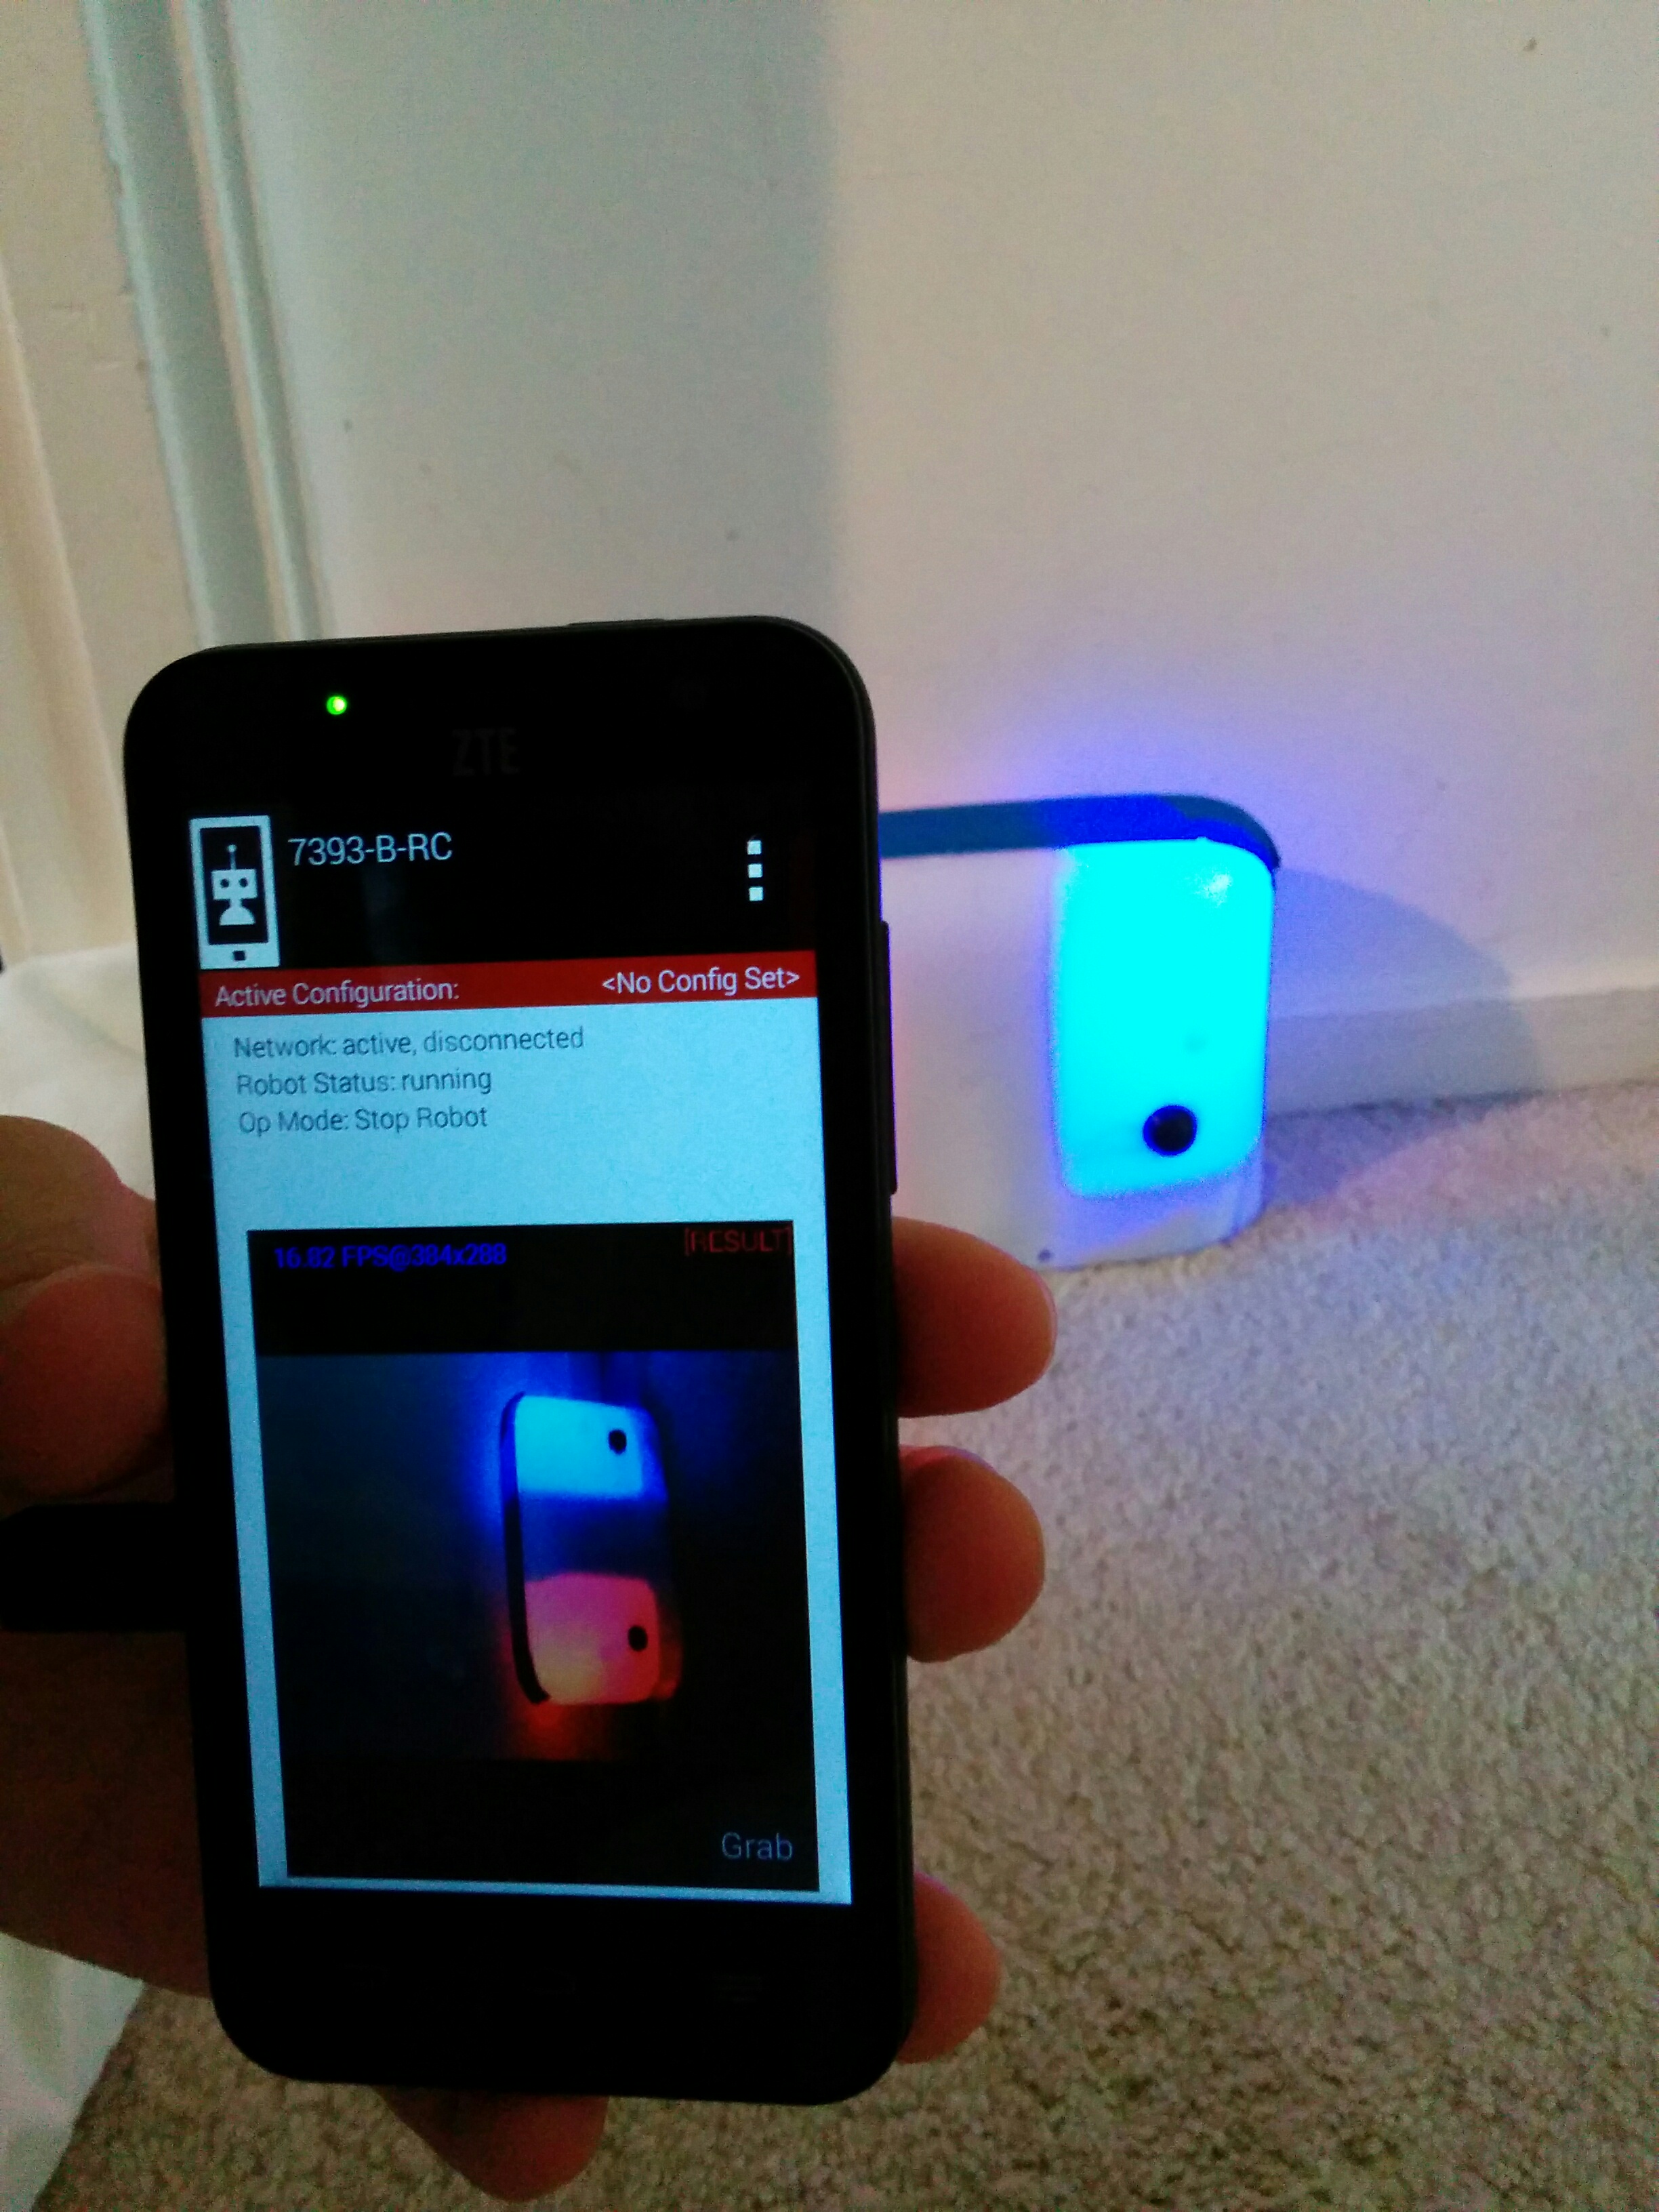 ZTE
7393-B-RC
Active Configuration: <No Config Set>
Network: active, disconnected
Robot Status: running
Op Mode: Stop Robot
16.82 FPS@384x288
[RESULT]
Grab